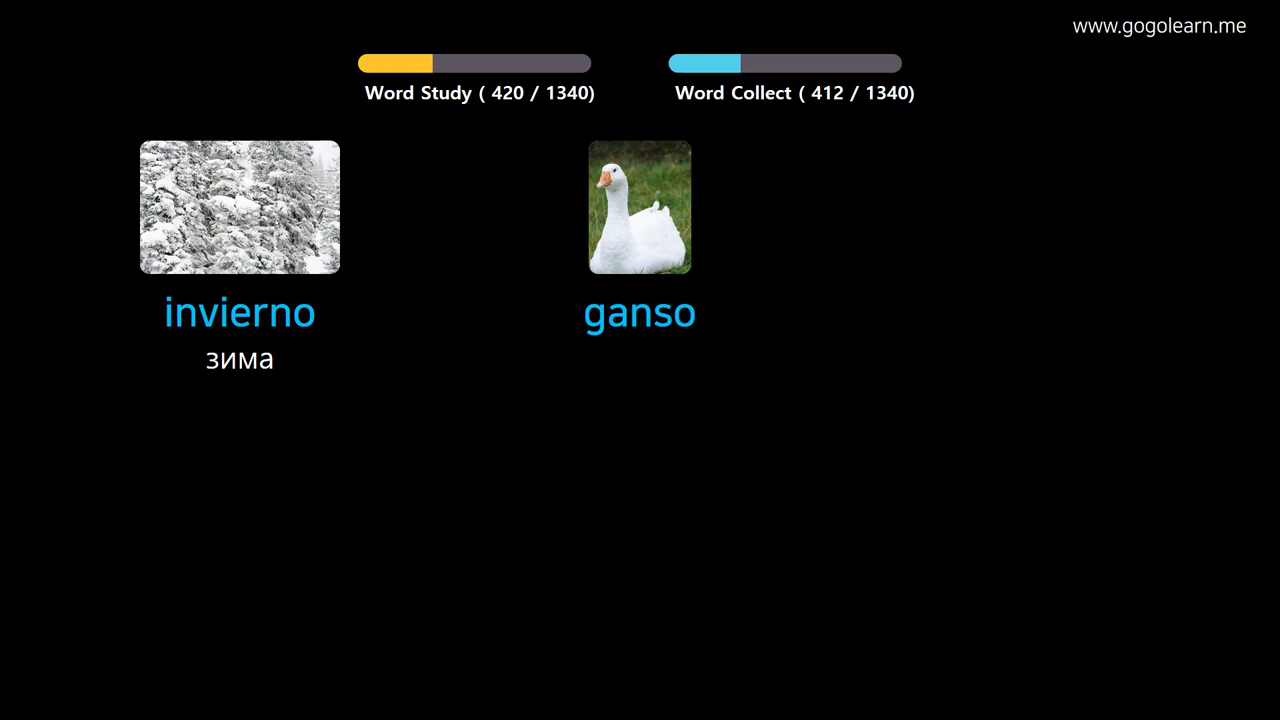 www.gogolearn.me
Word Study ( 420 / 1340)
Word Collect ( 412 / 1340)
invierno
зима
ganso